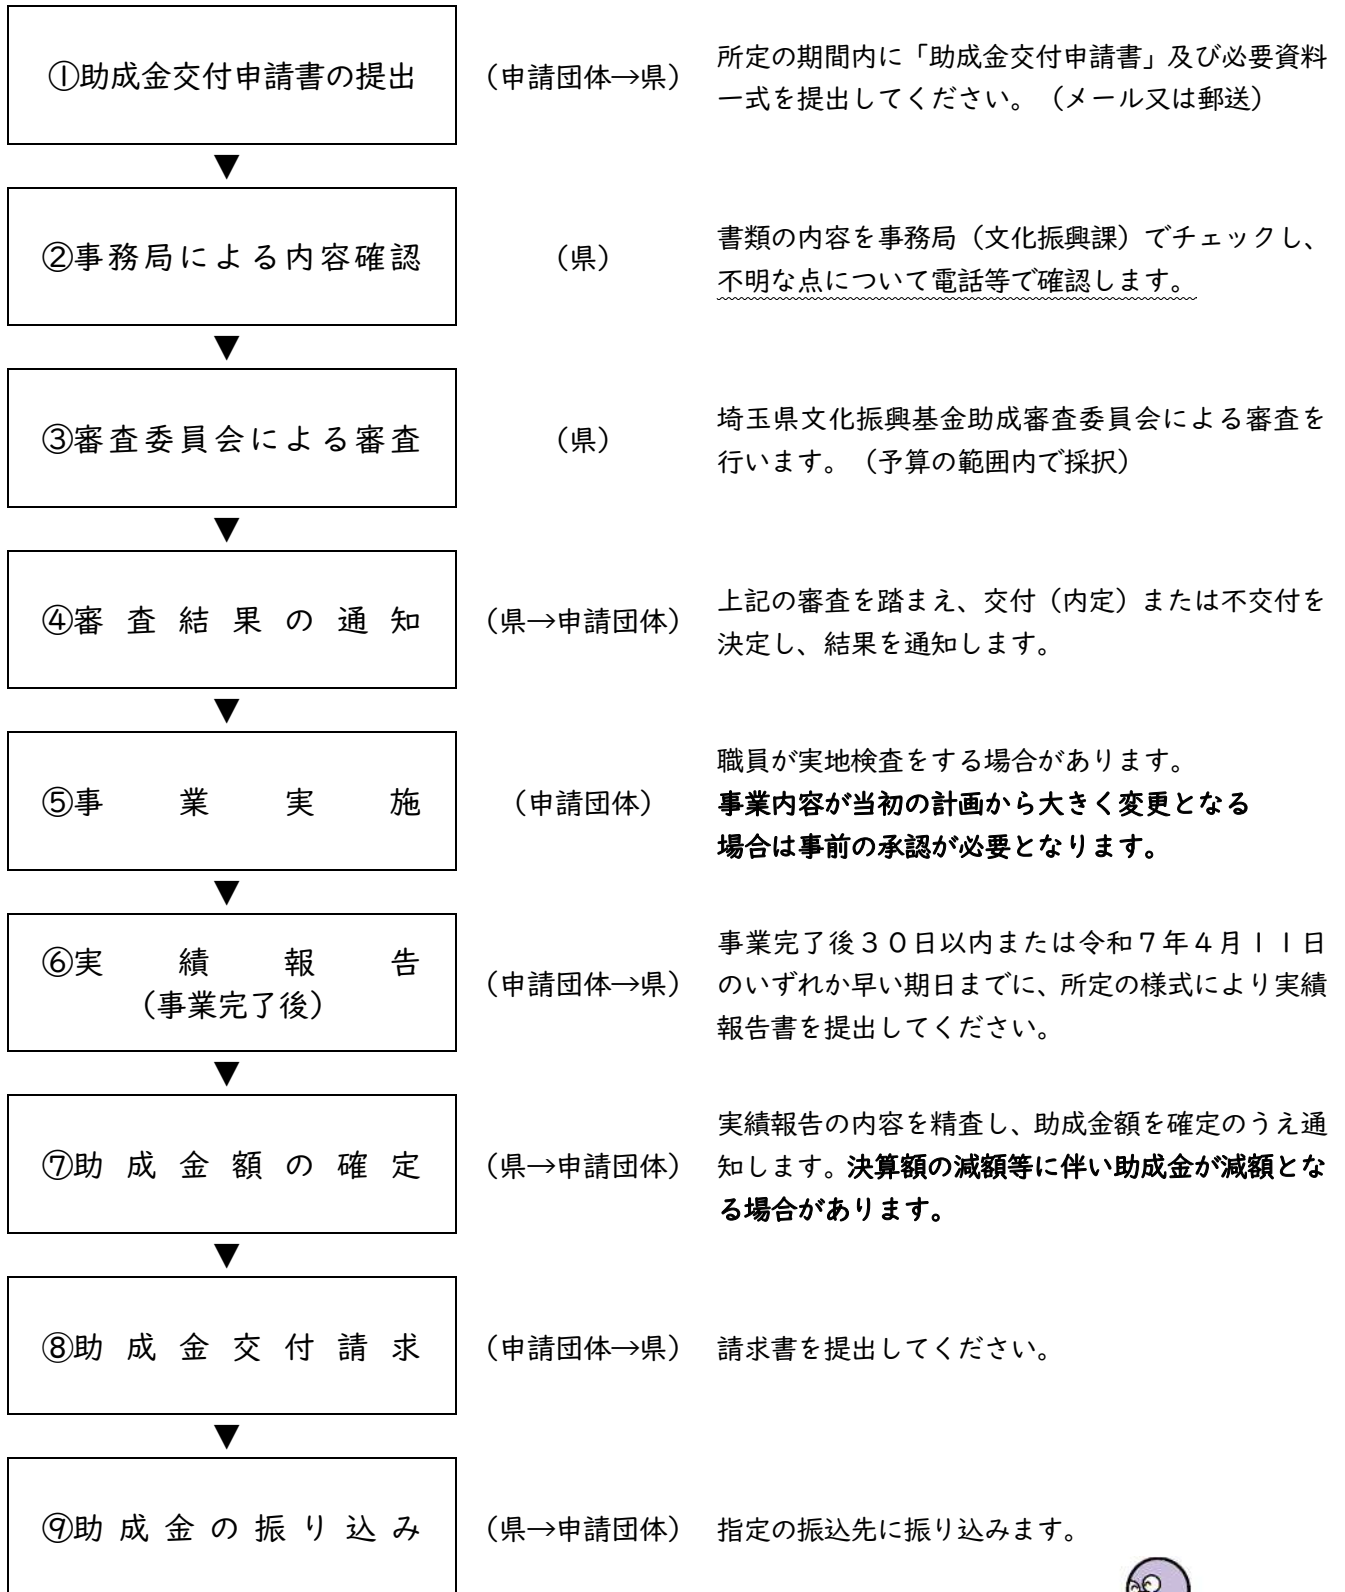 ①助成金交付申請書の提出
(申請団体→県)
所定の期間内に「助成金交付申請書」及び必要資料
一式を提出してください。(メール又は郵送)
▼
②事務局による内容確認
(県)
書類の内容を事務局(文化振興課)でチェックし、
不明な点について電話等で確認します。
▼
③審査委員会による審査
(県)
埼玉県文化振興基金助成審査委員会による審査を
行います。(予算の範囲内で採択)
▼
④審査結果の通知
(県→申請団体)
上記の審査を踏まえ、交付(内定)または不交付を
決定し、結果を通知します。
▼
⑤事業実施
(申請団体)
職員が実地検査をする場合があります。
事業内容が当初の計画から大きく変更となる
場合は事前の承認が必要となります。
▼
⑥実績報告
(事業完了後)
(申請団体→県)
事業完了後30日以内または令和7年4月11日
のいずれか早い期日までに、所定の様式により実績
報告書を提出してください。
▼
⑦助成金額の確定
(県→申請団体)
実績報告の内容を精査し、助成金額を確定のうえ通
知します。決算額の減額等に伴い助成金が減額とな
る場合があります。
▼
⑧助成金交付請求
(申請団体→県)
請求書を提出してください。
▼
⑨助成金の振り込み
(県→申請団体)
指定の振込先に振り込みます。